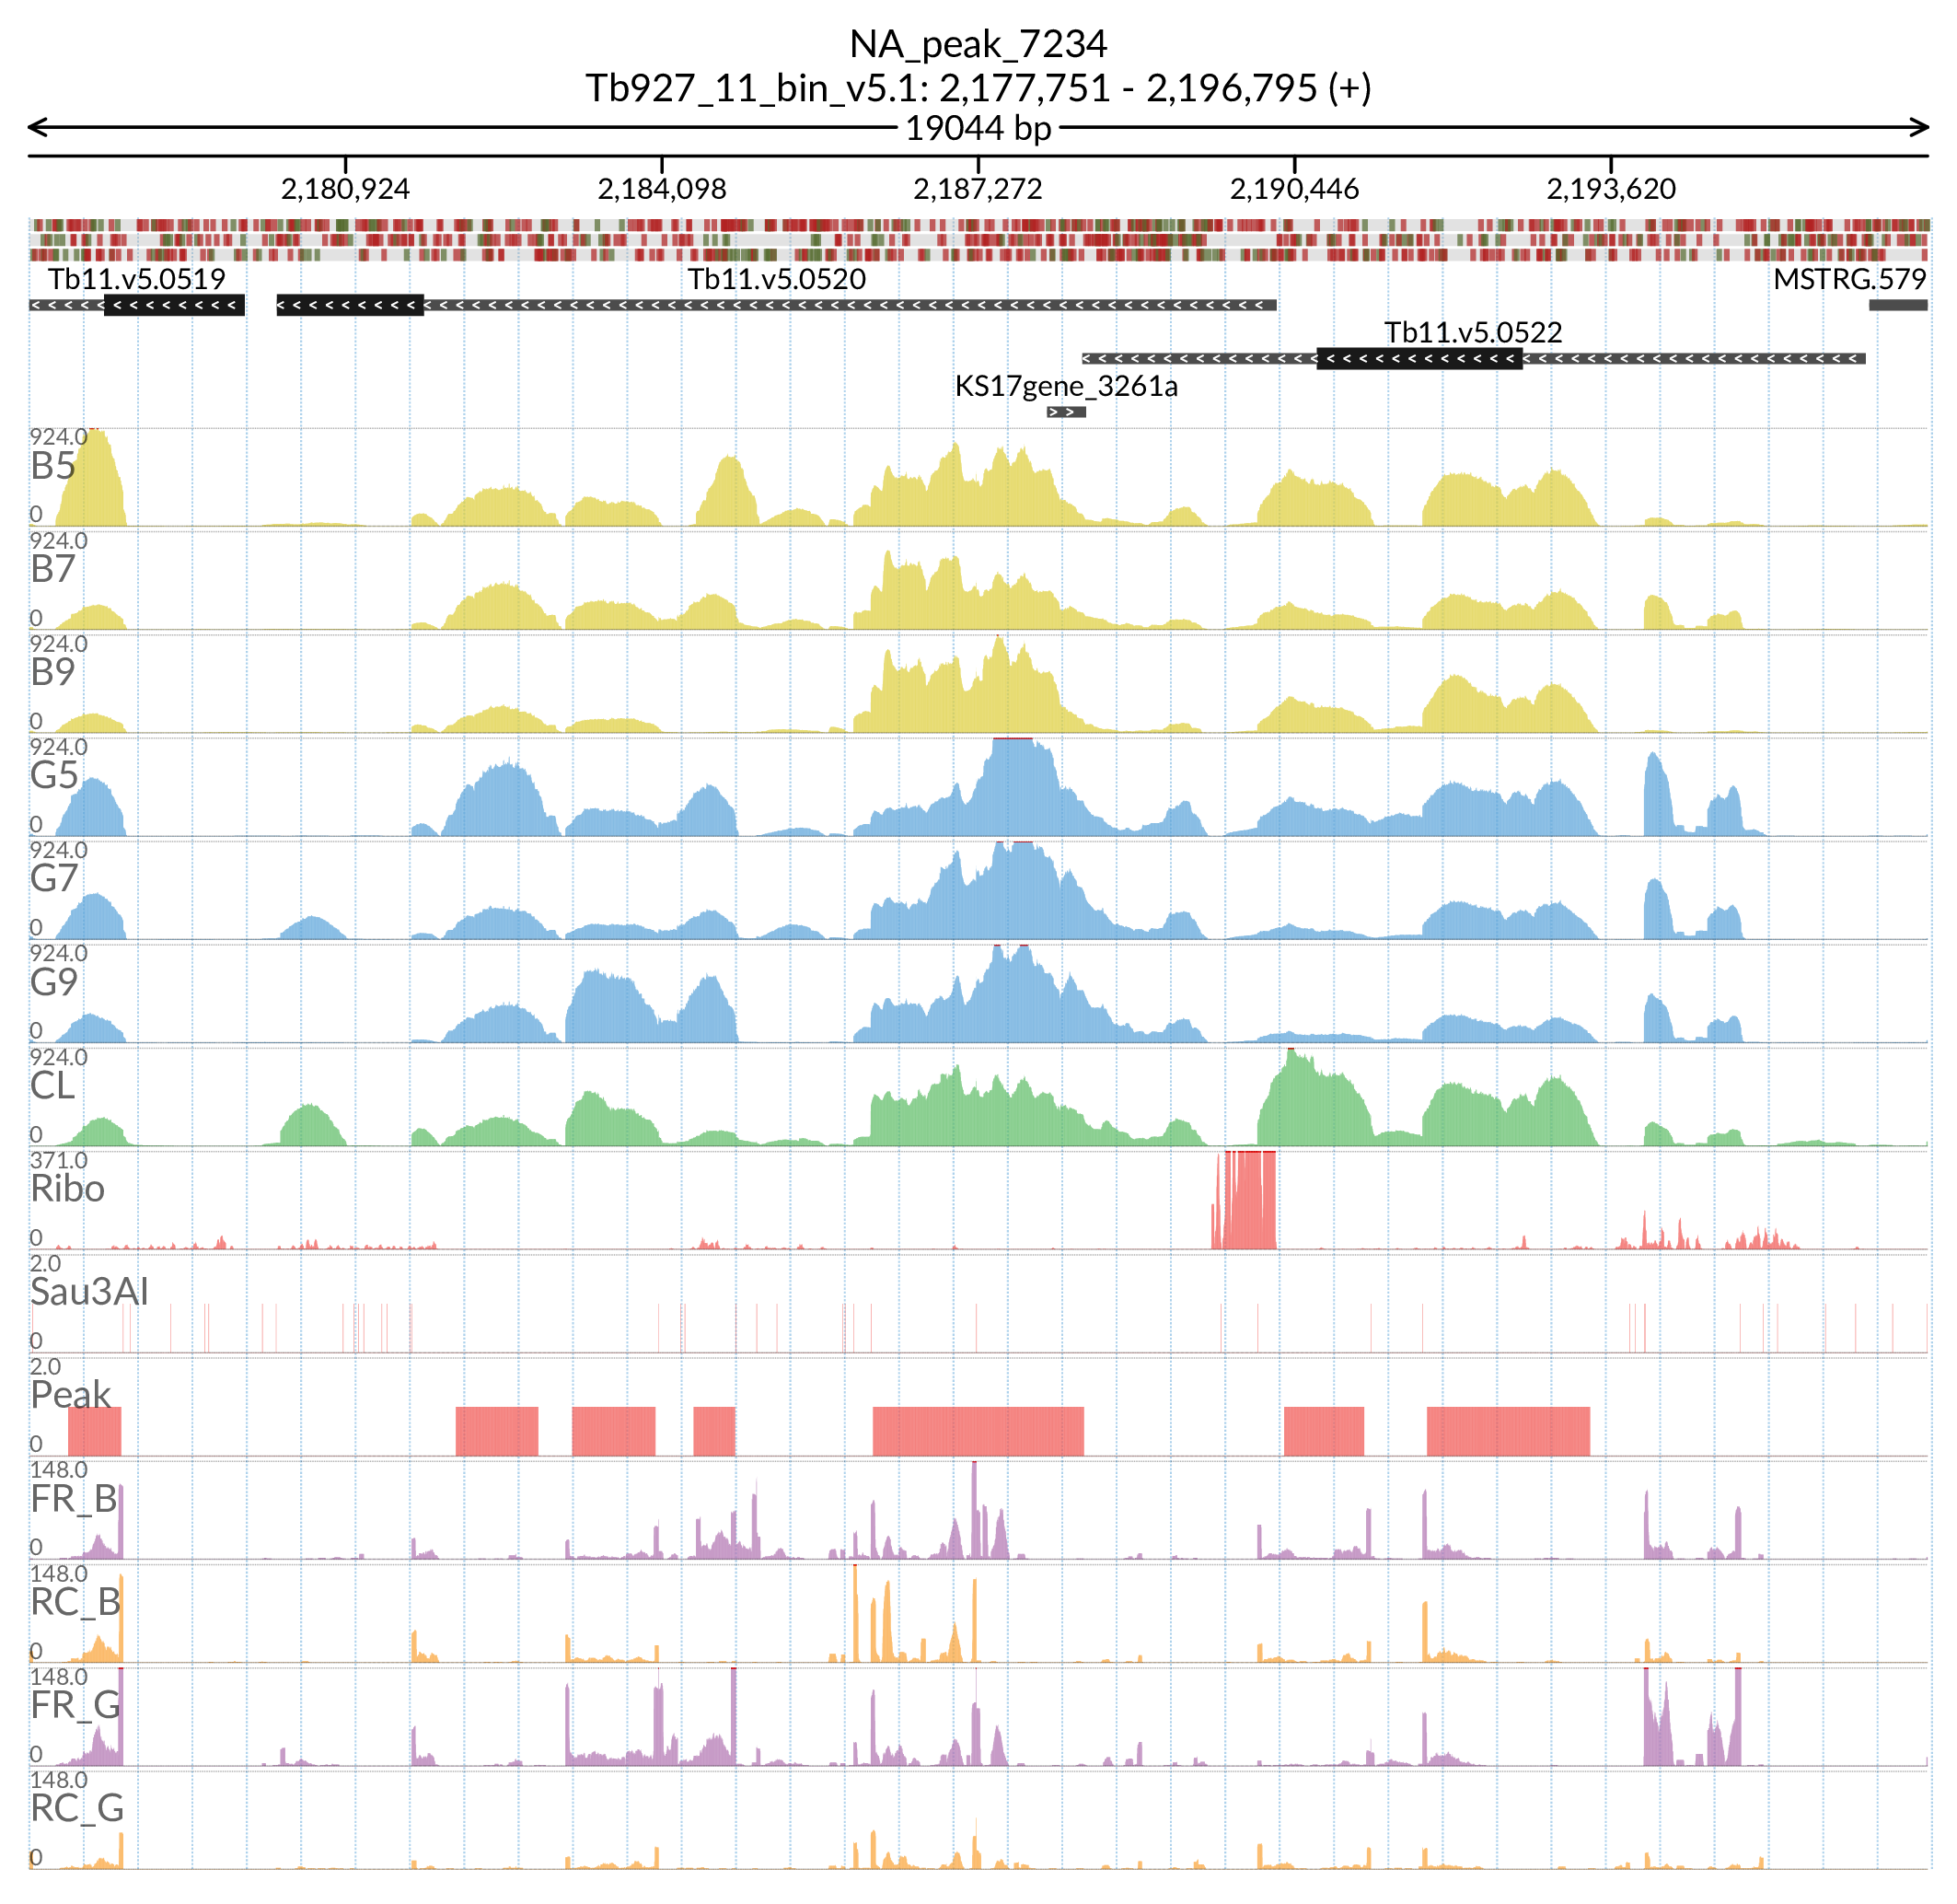 NA_peak_7234
Tb927_11_bin_v5.1: 2,177,751 - 2,196,795 (+)
19044 bp
2,180,924 2,184,098 2,187,272 2,190,446 2,193,620
Tb11.v5.0519 Tb11.v5.0520 MSTRG.579
Tb11.v5.0522
KS17gene_3261a
924.0
B5
0
924.0
B7
0
924.0
B9
0
924.0
G5
0
924.0
G7
0
924.0
G9
0
924.0
CL
0
371.0
Ribo
0
2.0
Sau3AI
0
2.0
Peak
0
148.0
FR_B
0
148.0
RC_B
0
148.0
FR_G
0
148.0
RC_G
0